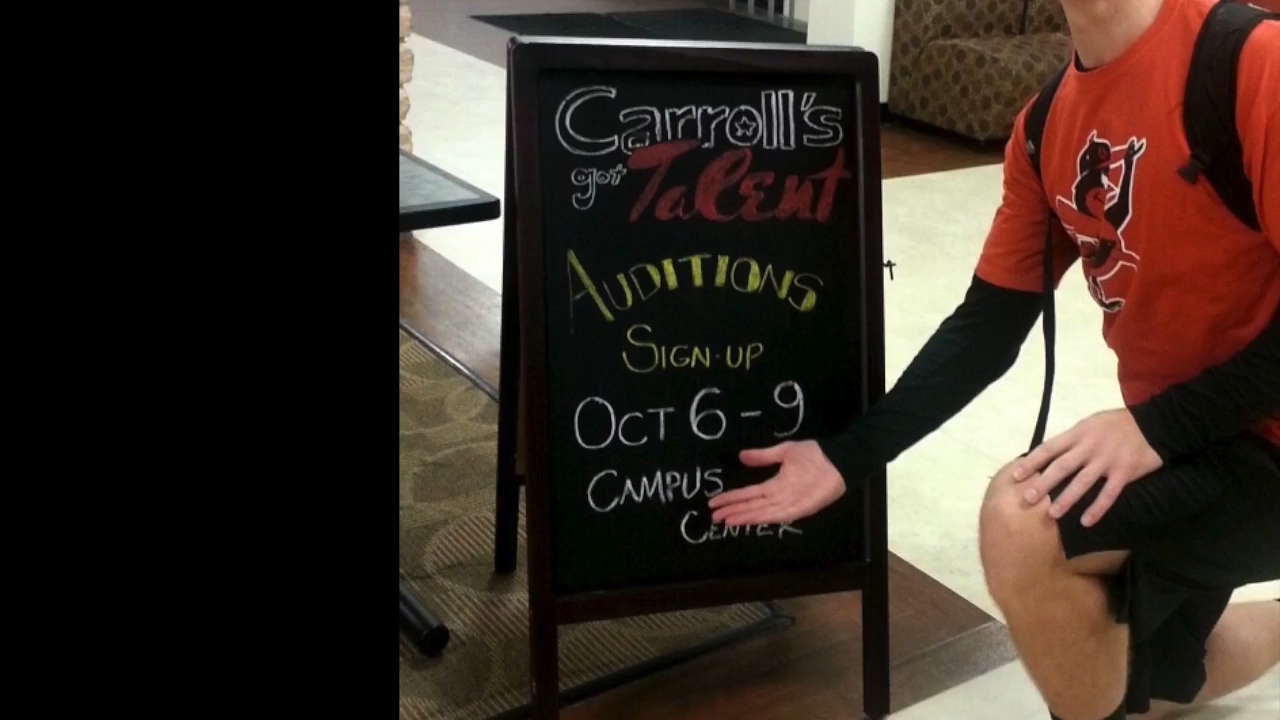 Carroll's
got Talent
AUDITIONS
SIGN-UP
OCT 6-9
CAMPUS
CENTER